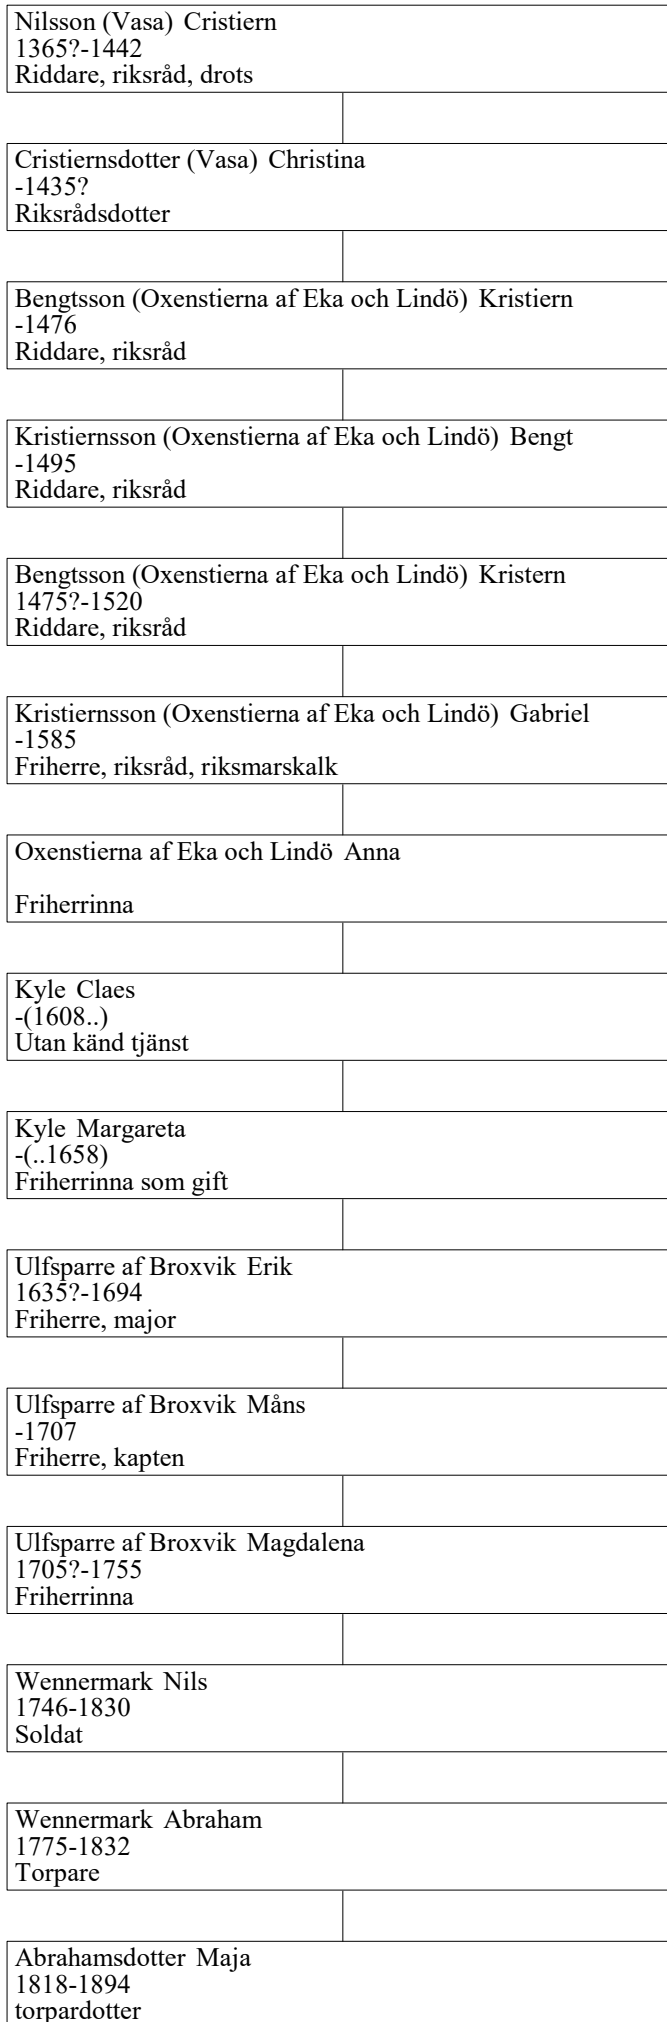 Nilsson (Vasa) Cristiern
1365?-1442
Riddare, riksråd, drots
Cristiernsdotter (Vasa) Christina
-1435?
Riksrådsdotter
Bengtsson (Oxenstierna af Eka och Lindö) Kristiern
-1476
Riddare, riksråd
Kristiernsson (Oxenstierna af Eka och Lindö) Bengt
-1495
Riddare, riksråd
Bengtsson (Oxenstierna af Eka och Lindö) Kristern
1475?-1520
Riddare, riksråd
Kristiernsson (Oxenstierna af Eka och Lindö) Gabriel
-1585
Friherre, riksråd, riksmarskalk
Oxenstierna af Eka och Lindö Anna
Friherrinna
Kyle Claes
-(1608..)
Utan känd tjänst
Kyle Margareta
-(..1658)
Friherrinna som gift
Ulfsparre af Broxvik Erik
1635?-1694
Friherre, major
Ulfsparre af Broxvik Måns
-1707
Friherre, kapten
Ulfsparre af Broxvik Magdalena
1705?-1755
Friherrinna
Wennermark Nils
1746-1830
Soldat
Wennermark Abraham
1775-1832
Torpare
Abrahamsdotter Maja
1818-1894
torpardotter